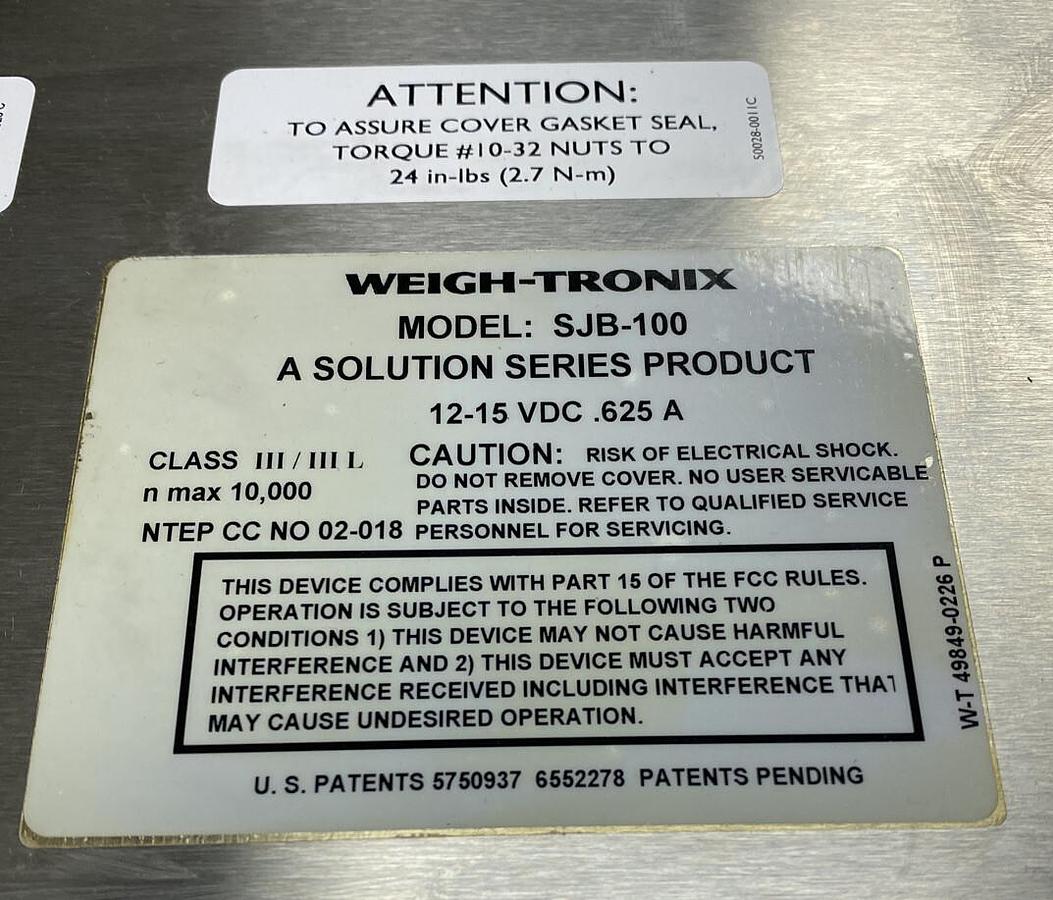 ATTENTION:
TO ASSURE COVER GASKET SEAL,
TORQUE #10-32 NUTS TO
24 in-lbs (2.7 N-m)
50028-0011C
WEIGH-TRONIX
MODEL: SJB-100
A SOLUTION SERIES PRODUCT
12-15 VDC .625 A
CLASS III / III L
n max 10,000
NTEP CC NO 02-018
CAUTION: RISK OF ELECTRICAL SHOCK.
DO NOT REMOVE COVER. NO USER SERVICABLE
PARTS INSIDE. REFER TO QUALIFIED SERVICE
PERSONNEL FOR SERVICING.
THIS DEVICE COMPLIES WITH PART 15 OF THE FCC RULES.
OPERATION IS SUBJECT TO THE FOLLOWING TWO
CONDITIONS 1) THIS DEVICE MAY NOT CAUSE HARMFUL
INTERFERENCE AND 2) THIS DEVICE MUST ACCEPT ANY
INTERFERENCE RECEIVED INCLUDING INTERFERENCE THAT
MAY CAUSE UNDESIRED OPERATION.
W-T 49849-0226 P
U. S. PATENTS 5750937 6552278 PATENTS PENDING